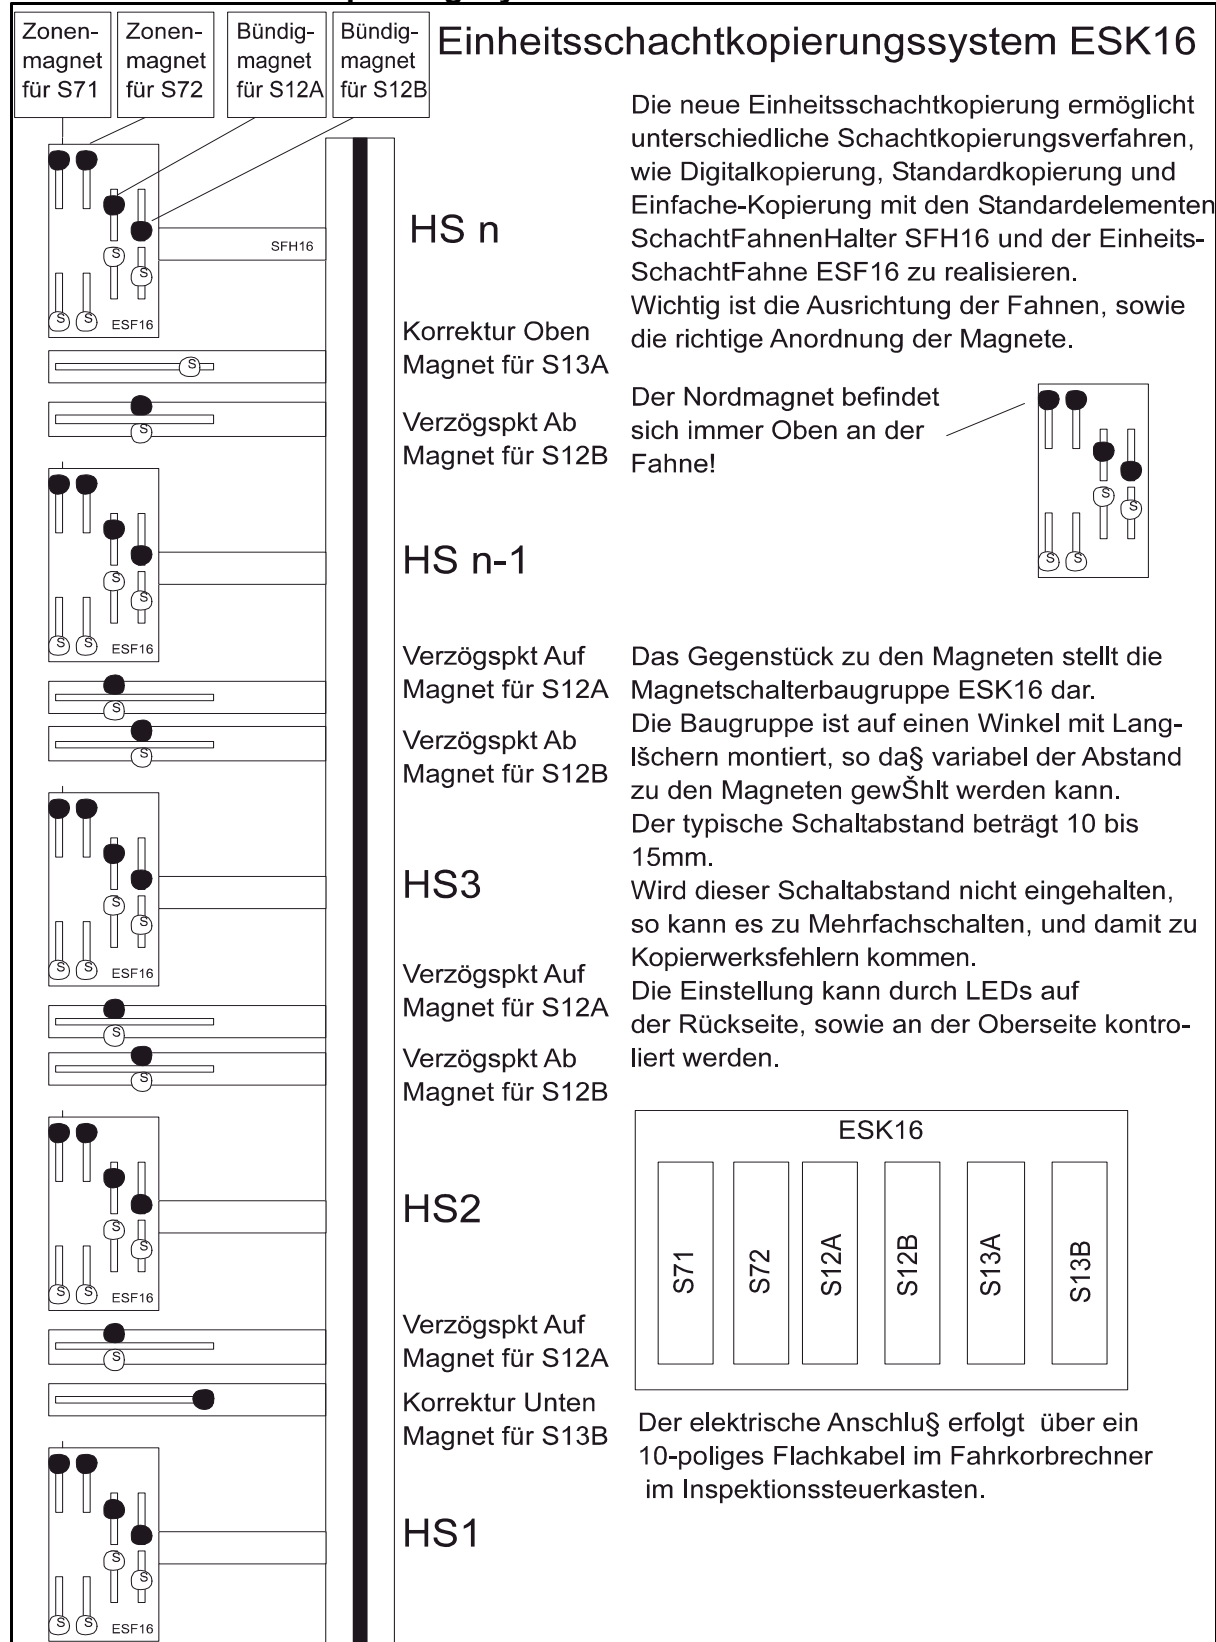 Zonen-
magnet
für S71
Zonen-
magnet
für S72
Bündig-
magnet
für S12A
Bündig-
magnet
für S12B
Einheitsschachtkopierungssystem ESK16
Die neue Einheitsschachtkopierung ermöglicht
unterschiedliche Schachtkopierungsverfahren,
wie Digitalkopierung, Standardkopierung und
Einfache-Kopierung mit den Standardelementen
SchachtFahnenHalter SFH16 und der Einheits-
SchachtFahne ESF16 zu realisieren.
Wichtig ist die Ausrichtung der Fahnen, sowie
die richtige Anordnung der Magnete.
HS n
SFH16
S
S
S
S
ESF16
Korrektur Oben
Magnet für S13A
S
Verzögspkt Ab
Magnet für S12B
S
Der Nordmagnet befindet
sich immer Oben an der
Fahne!
S
S
S
S
HS n-1
S
S
S
S
ESF16
Verzögspkt Auf
Magnet für S12A
S
Verzögspkt Ab
Magnet für S12B
S
Das Gegenstück zu den Magneten stellt die
Magnetschalterbaugruppe ESK16 dar.
Die Baugruppe ist auf einen Winkel mit Lang-
lšchern montiert, so da§ variabel der Abstand
zu den Magneten gewŠhlt werden kann.
Der typische Schaltabstand beträgt 10 bis
15mm.
Wird dieser Schaltabstand nicht eingehalten,
so kann es zu Mehrfachschalten, und damit zu
Kopierwerksfehlern kommen.
Die Einstellung kann durch LEDs auf
der Rückseite, sowie an der Oberseite kontro-
liert werden.
HS3
S
S
S
S
ESF16
Verzögspkt Auf
Magnet für S12A
S
Verzögspkt Ab
Magnet für S12B
S
ESK16
S71
S72
S12A
S12B
S13A
S13B
HS2
S
S
S
S
ESF16
Verzögspkt Auf
Magnet für S12A
S
Korrektur Unten
Magnet für S13B
Der elektrische Anschlu§ erfolgt über ein
10-poliges Flachkabel im Fahrkorbrechner
im Inspektionssteuerkasten.
HS1
S
S
S
S
ESF16